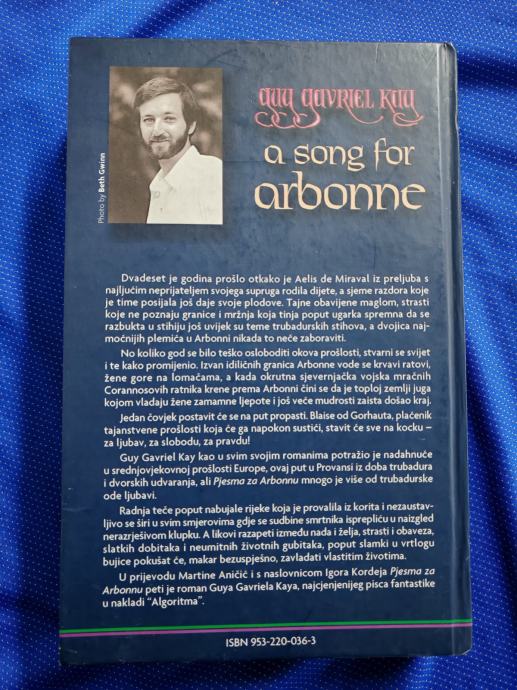 guy gavriel kay
a song for
arbonne
Photo by Beth Gwinn
Dvadeset je godina prošlo otkako je Aelis de Miraval iz preljuba s
najljućim neprijateljem svojega supruga rodila dijete, a sjeme razdora koje
je time posijala još daje svoje plodove. Tajne obavijene maglom, strasti
koje ne poznaju granice i mržnja koja tinja poput ugarka spremna da se
razbukta u stihiju još uvijek su teme trubadurskih stihova, a dvojica naj-
moćnijih plemića u Arbonni nikada to neće zaboraviti.
No koliko god se bilo teško osloboditi okova prošlosti, stvarni se svijet
i te kako promijenio. Izvan idiličnih granica Arbonne vode se krvavi ratovi,
žene gore na lomačama, a kada okrutna sjevernjačka vojska mračnih
Corannosovih ratnika krene prema Arbonni čini se da je toploj zemlji juga
kojom vladaju žene zamamne ljepote i još veće mudrosti zaista došao kraj.
Jedan čovjek postavit će se na put propasti. Blaise od Gorhauta, plaćenik
tajanstvene prošlosti koja će ga napokon sustići, stavit će sve na kocku –
za ljubav, za slobodu, za pravdu!
Guy Gavriel Kay kao u svim svojim romanima potražio je nadahnuće
u srednjovjekovnoj prošlosti Europe, ovaj put u Provansi iz doba trubadura
i dvorskih udvaranja, ali Pjesma za Arbonnu mnogo je više od trubadurske
ode ljubavi.
Radnja teče poput nabujale rijeke koja je provalila iz korita i nezaustav-
ljivo se širi u svim smjerovima gdje se sudbine smrtnika isprepliću u naizgled
nerazrješivom klupku. A likovi razapeti između nada i želja, strasti i obaveza,
slatkih dobitaka i neumitnih životnih gubitaka, poput slamki u vrtlogu
bujice pokušat će, makar bezuspješno, zavladati vlastitim životima.
U prijevodu Martine Aničić i s naslovnicom Igora Kordeja Pjesma za
Arbonnu peti je roman Guya Gavriela Kaya, najcjenjenijeg pisca fantastike
u nakladi "Algoritma".
ISBN 953-220-036-3